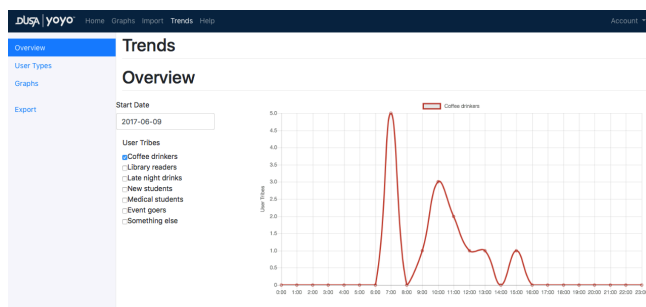 DUSA yoyo Home Graphs Import Trends Help Account
Overview
User Types
Graphs
Export
Trends
Overview
Start Date
2017-06-09
User Tribes
Coffee drinkers
Library readers
Late night drinks
New students
Medical students
Event goers
Something else
Coffee drinkers
User Tribes
5.0
4.5
4.0
3.5
3.0
2.5
2.0
1.5
1.0
0.5
0
0:00 1:00 2:00 3:00 4:00 5:00 6:00 7:00 8:00 9:00 10:00 11:00 12:00 13:00 14:00 15:00 16:00 17:00 18:00 19:00 20:00 21:00 22:00 23:00